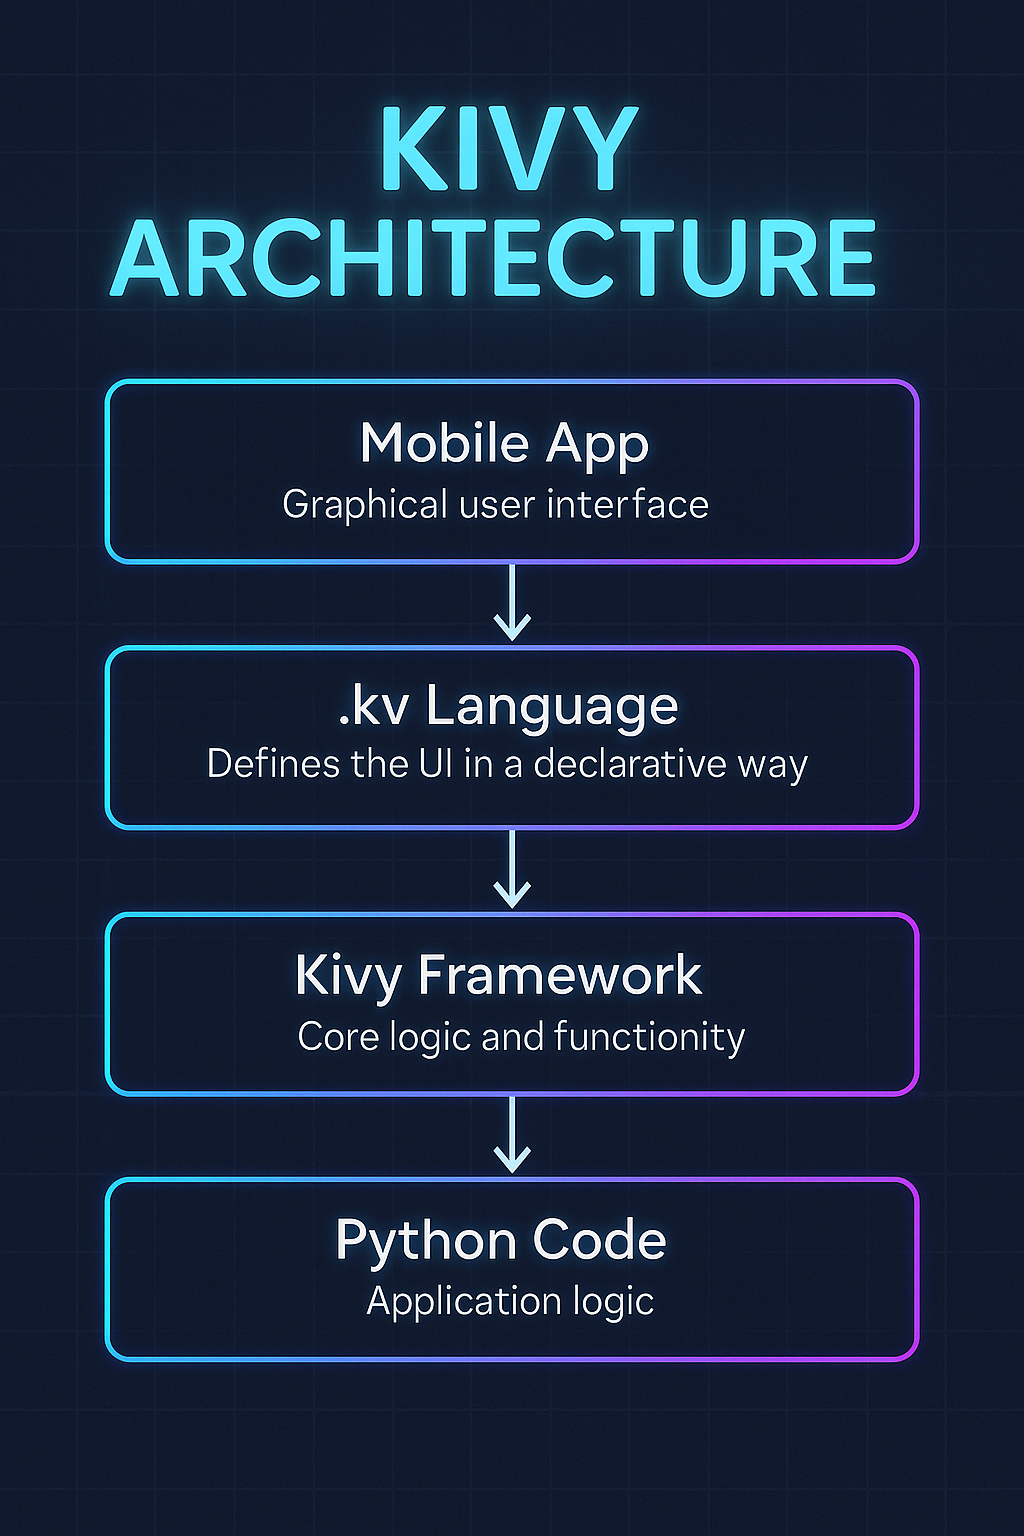 KIVY
ARCHITECTURE
Mobile App
Graphical user interface
.kv Language
Defines the UI in a declarative way
Kivy Framework
Core logic and functionity
Python Code
Application logic